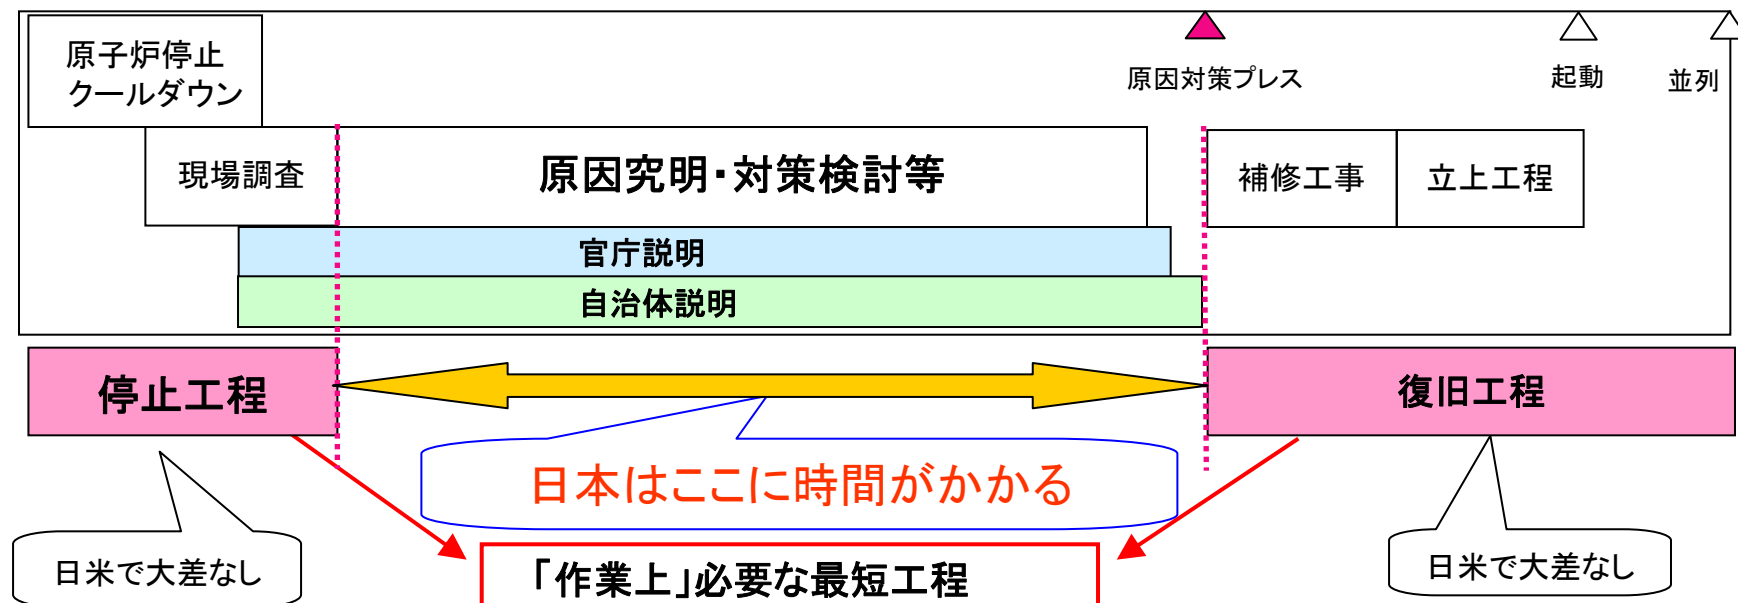 原子炉停止
クールダウン
原因対策プレス
起動
並列
現場調査
原因究明・対策検討等
補修工事
立上工程
官庁説明
自治体説明
停止工程
復旧工程
日本はここに時間がかかる
日米で大差なし
「作業上」必要な最短工程
日米で大差なし